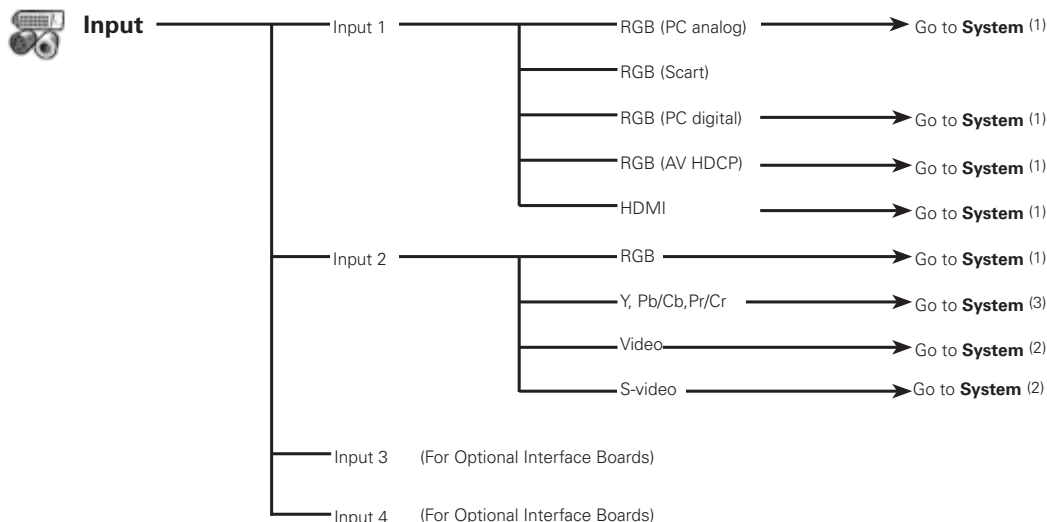 Input
Input 1
RGB (PC analog)
Go to System (1)
RGB (Scart)
RGB (PC digital)
Go to System (1)
RGB (AV HDCP)
Go to System (1)
HDMI
Go to System (1)
Input 2
RGB
Go to System (1)
Y, Pb/Cb,Pr/Cr
Go to System (3)
Video
Go to System (2)
S-video
Go to System (2)
Input 3
(For Optional Interface Boards)
Input 4
(For Optional Interface Boards)